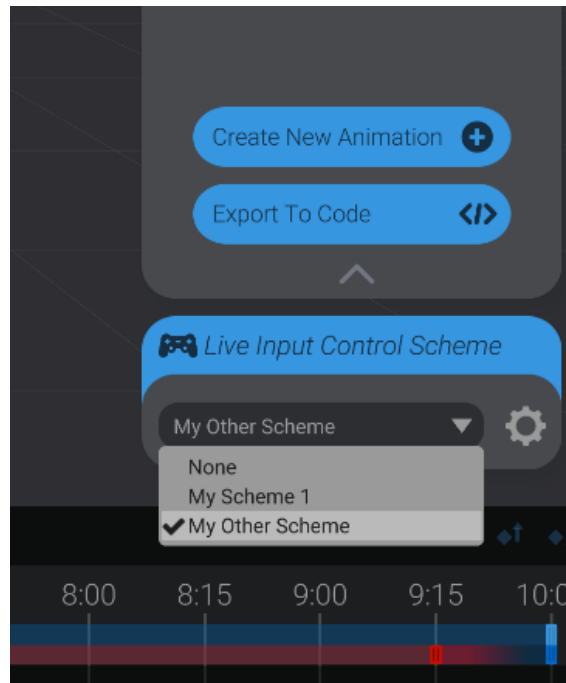 Create New Animation
Export To Code </>
Live Input Control Scheme
My Other Scheme
None
My Scheme 1
My Other Scheme
8:00 8:15 9:00 9:15